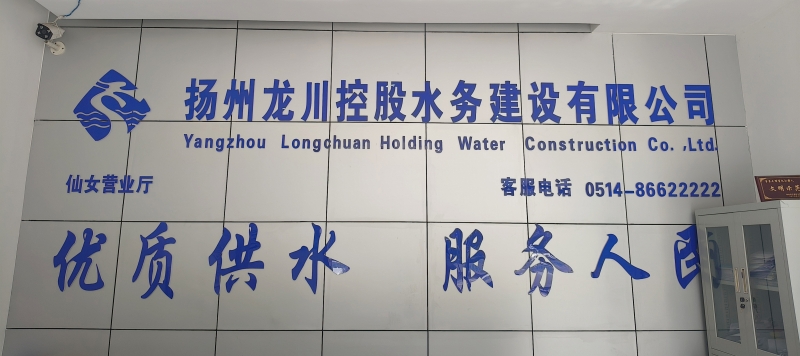 扬州龙川控股水务建设有限公司
Yangzhou Longchuan Holding Water Construction Co. ,Ltd.
仙女营业厅
客服电话 0514-86622222
优质供水 服务人民